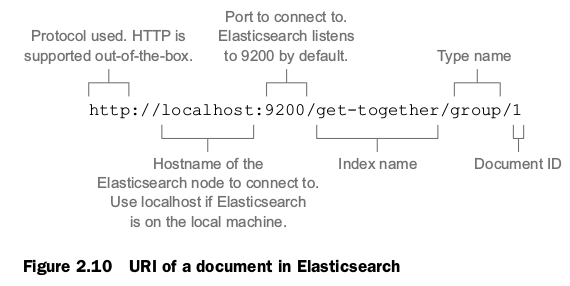 Protocol used. HTTP is
supported out-of-the-box.
Port to connect to.
Elasticsearch listens
to 9200 by default.
Type name
http://localhost:9200/get-together/group/1
Hostname of the
Elasticsearch node to connect to.
Use localhost if Elasticsearch
is on the local machine.
Index name
Document ID
Figure 2.10 URI of a document in Elasticsearch